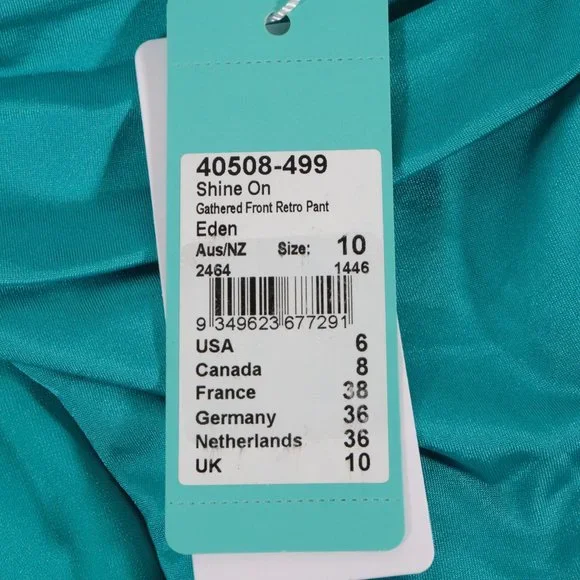 40508-499
Shine On
Gathered Front Retro Pant
Eden
Aus/NZ Size: 10
2464 1446
9 349623 677291
USA 6
Canada 8
France 38
Germany 36
Netherlands 36
UK 10